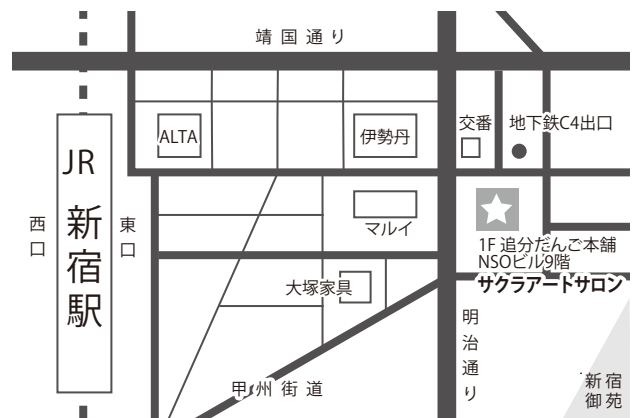 靖国通り
ALTA
伊勢丹
交番
地下鉄C4出口
JR
新宿駅
西口
東口
マルイ
1F 追分だんご本舗
NSOビル9階
サクラアートサロン
大塚家具
明治通り
甲州街道
新宿
御苑